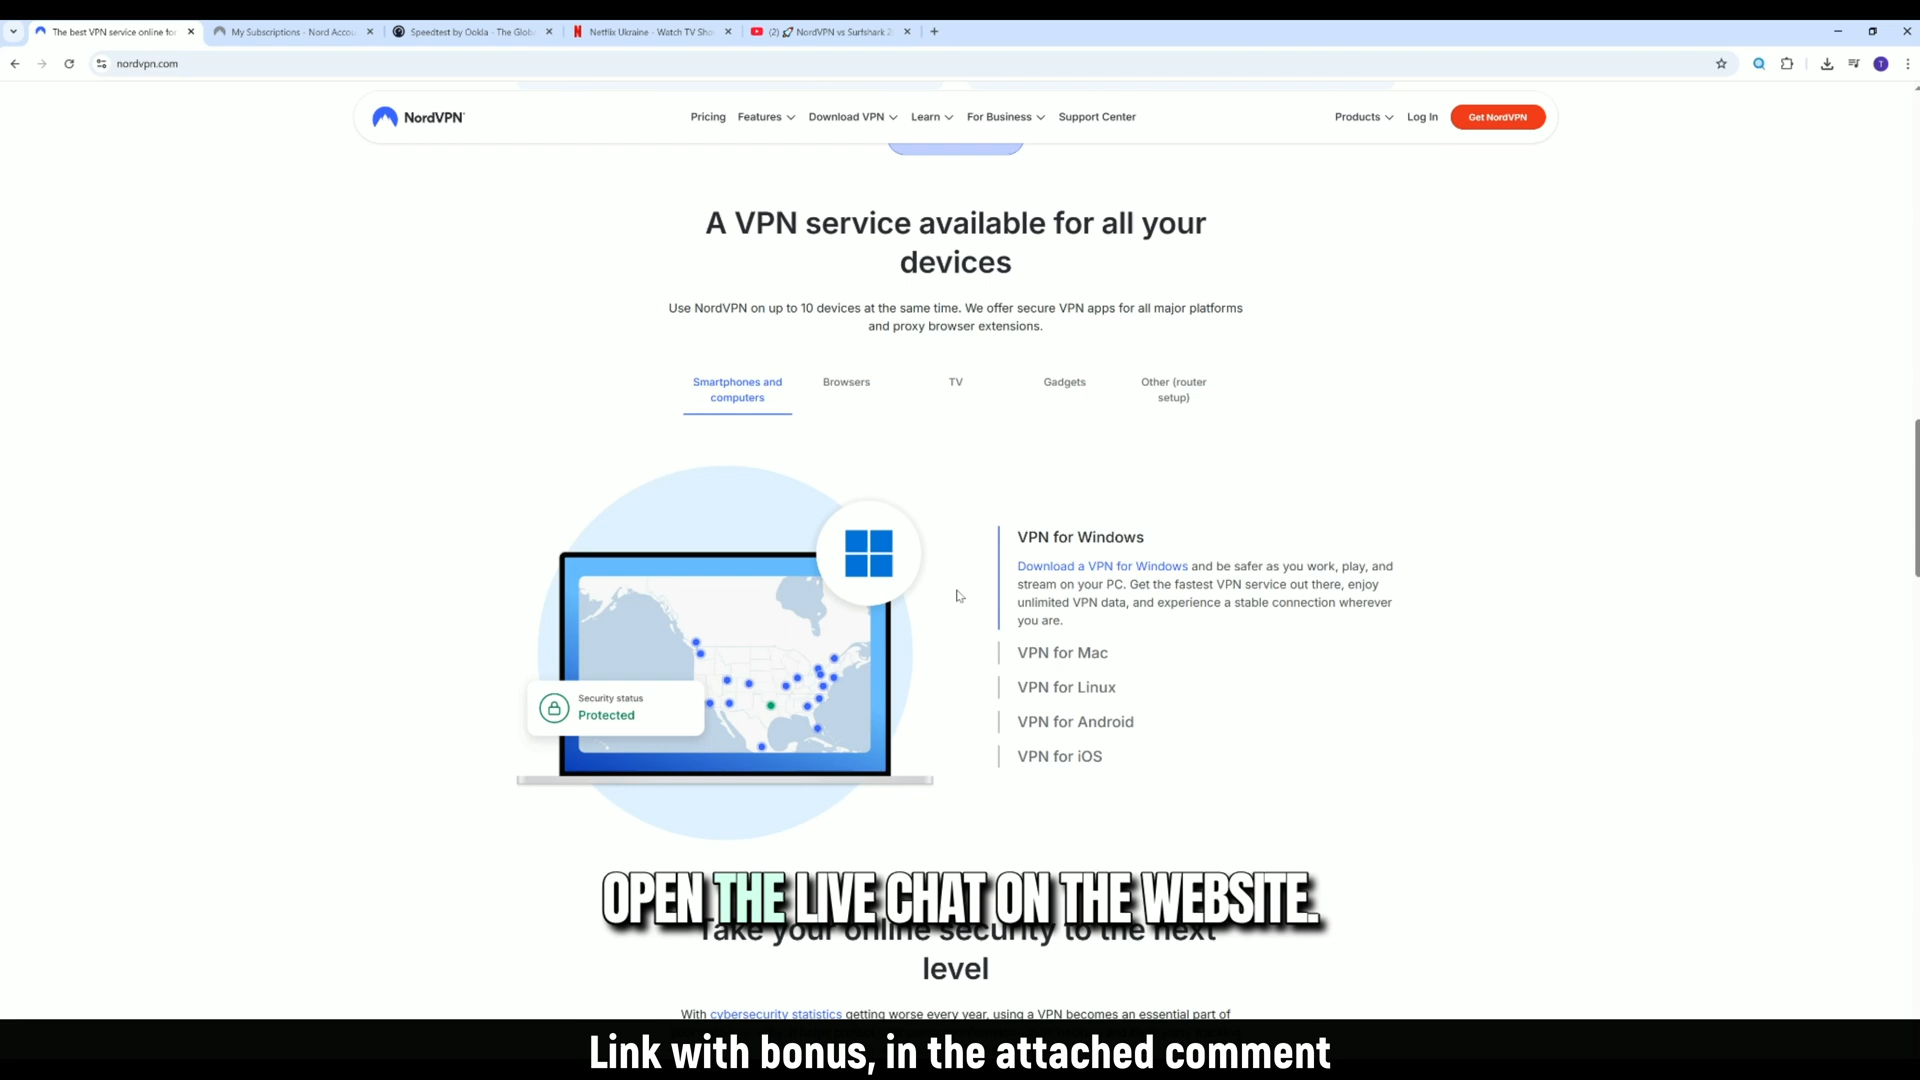 The best VPN service online for
My Subscriptions - Nord Accou
Speedtest by Ookla - The Globa
Netflix Ukraine - Watch TV Sho
(2) 🚀 NordVPN vs Surfshark 2
nordvpn.com
T
NordVPN®
Pricing
Features
Download VPN
Learn
For Business
Support Center
Products
Log In
Get NordVPN
A VPN service available for all your
devices
Use NordVPN on up to 10 devices at the same time. We offer secure VPN apps for all major platforms
and proxy browser extensions.
Smartphones and
computers
Browsers
TV
Gadgets
Other (router
setup)
VPN for Windows
Download a VPN for Windows and be safer as you work, play, and
stream on your PC. Get the fastest VPN service out there, enjoy
unlimited VPN data, and experience a stable connection wherever
you are.
VPN for Mac
VPN for Linux
VPN for Android
VPN for iOS
Security status
Protected
OPEN THE LIVE CHAT ON THE WEBSITE.
Take your online security to the next
level
With cybersecurity statistics getting worse every year, using a VPN becomes an essential part of
Link with bonus, in the attached comment